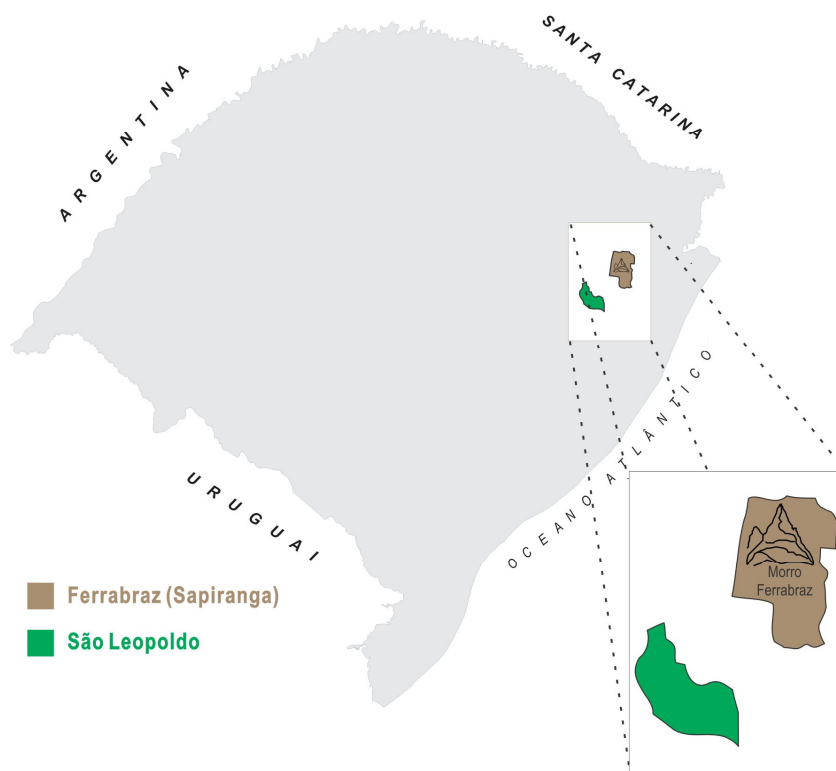 SANTA CATARINA
ARGENTINA
OCEANO ATLÂNTICO
URUGUAI
Morro
Ferrabraz
Ferrabraz (Sapiranga)
São Leopoldo